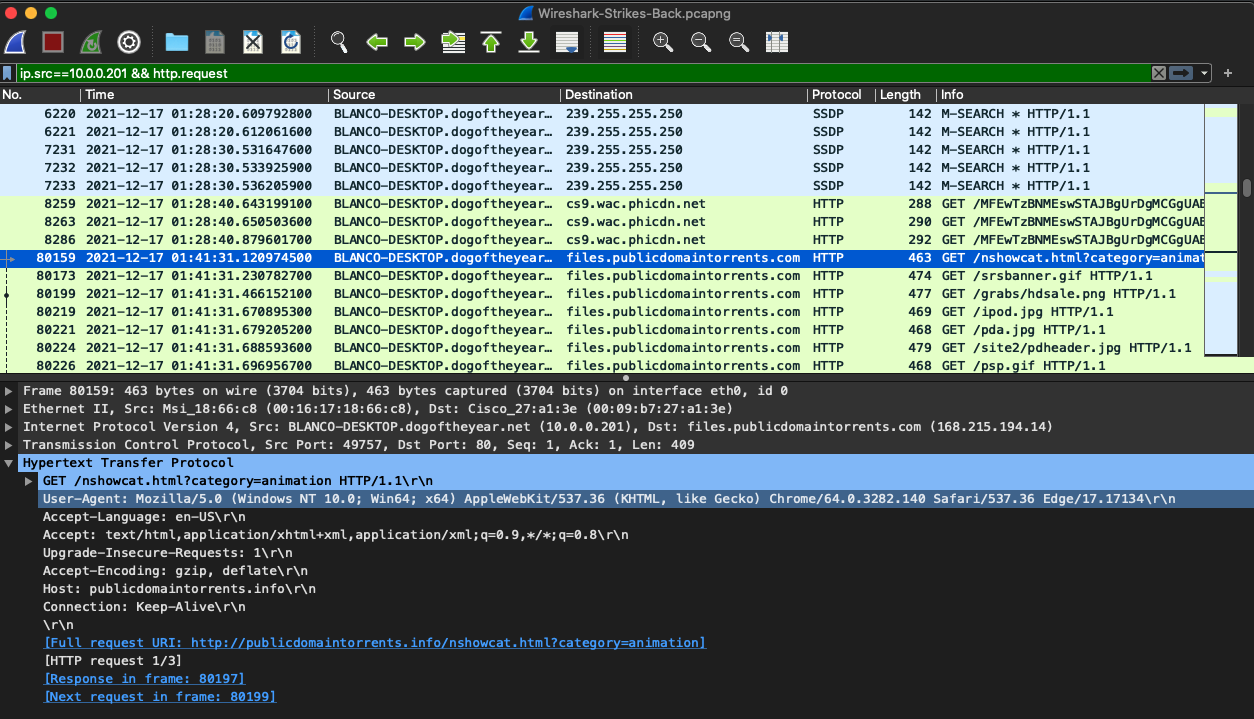 Wireshark-Strikes-Back.pcapng
ip.src==10.0.0.201 && http.request
No. Time Source Destination Protocol Length Info
6220 2021-12-17 01:28:20.609792800 BLANCO-DESKTOP.dogoftheyear… 239.255.255.250 SSDP 142 M-SEARCH * HTTP/1.1
6221 2021-12-17 01:28:20.612061600 BLANCO-DESKTOP.dogoftheyear… 239.255.255.250 SSDP 142 M-SEARCH * HTTP/1.1
7231 2021-12-17 01:28:30.531647600 BLANCO-DESKTOP.dogoftheyear… 239.255.255.250 SSDP 142 M-SEARCH * HTTP/1.1
7232 2021-12-17 01:28:30.533925900 BLANCO-DESKTOP.dogoftheyear… 239.255.255.250 SSDP 142 M-SEARCH * HTTP/1.1
7233 2021-12-17 01:28:30.536205900 BLANCO-DESKTOP.dogoftheyear… 239.255.255.250 SSDP 142 M-SEARCH * HTTP/1.1
8259 2021-12-17 01:28:40.643199100 BLANCO-DESKTOP.dogoftheyear… cs9.wac.phicdn.net HTTP 288 GET /MFEwTzBNMEswSTAJBgUrDgMCGgUAB
8263 2021-12-17 01:28:40.650503600 BLANCO-DESKTOP.dogoftheyear… cs9.wac.phicdn.net HTTP 290 GET /MFEwTzBNMEswSTAJBgUrDgMCGgUAB
8286 2021-12-17 01:28:40.879601700 BLANCO-DESKTOP.dogoftheyear… cs9.wac.phicdn.net HTTP 292 GET /MFEwTzBNMEswSTAJBgUrDgMCGgUAB
80159 2021-12-17 01:41:31.120974500 BLANCO-DESKTOP.dogoftheyear… files.publicdomaintorrents.com HTTP 463 GET /nshowcat.html?category=animat
80173 2021-12-17 01:41:31.230782700 BLANCO-DESKTOP.dogoftheyear… files.publicdomaintorrents.com HTTP 474 GET /srsbanner.gif HTTP/1.1
80199 2021-12-17 01:41:31.466152100 BLANCO-DESKTOP.dogoftheyear… files.publicdomaintorrents.com HTTP 477 GET /grabs/hdsale.png HTTP/1.1
80219 2021-12-17 01:41:31.670895300 BLANCO-DESKTOP.dogoftheyear… files.publicdomaintorrents.com HTTP 469 GET /ipod.jpg HTTP/1.1
80221 2021-12-17 01:41:31.679205200 BLANCO-DESKTOP.dogoftheyear… files.publicdomaintorrents.com HTTP 468 GET /pda.jpg HTTP/1.1
80224 2021-12-17 01:41:31.688593600 BLANCO-DESKTOP.dogoftheyear… files.publicdomaintorrents.com HTTP 479 GET /site2/pdheader.jpg HTTP/1.1
80226 2021-12-17 01:41:31.696956700 BLANCO-DESKTOP.dogoftheyear… files.publicdomaintorrents.com HTTP 468 GET /psp.gif HTTP/1.1
Frame 80159: 463 bytes on wire (3704 bits), 463 bytes captured (3704 bits) on interface eth0, id 0
Ethernet II, Src: Msi_18:66:c8 (00:16:17:18:66:c8), Dst: Cisco_27:a1:3e (00:09:b7:27:a1:3e)
Internet Protocol Version 4, Src: BLANCO-DESKTOP.dogoftheyear.net (10.0.0.201), Dst: files.publicdomaintorrents.com (168.215.194.14)
Transmission Control Protocol, Src Port: 49757, Dst Port: 80, Seq: 1, Ack: 1, Len: 409
Hypertext Transfer Protocol
GET /nshowcat.html?category=animation HTTP/1.1\r\n
User-Agent: Mozilla/5.0 (Windows NT 10.0; Win64; x64) AppleWebKit/537.36 (KHTML, like Gecko) Chrome/64.0.3282.140 Safari/537.36 Edge/17.17134\r\n
Accept-Language: en-US\r\n
Accept: text/html,application/xhtml+xml,application/xml;q=0.9,*/*;q=0.8\r\n
Upgrade-Insecure-Requests: 1\r\n
Accept-Encoding: gzip, deflate\r\n
Host: publicdomaintorrents.info\r\n
Connection: Keep-Alive\r\n
\r\n
[Full request URI: http://publicdomaintorrents.info/nshowcat.html?category=animation]
[HTTP request 1/3]
[Response in frame: 80197]
[Next request in frame: 80199]